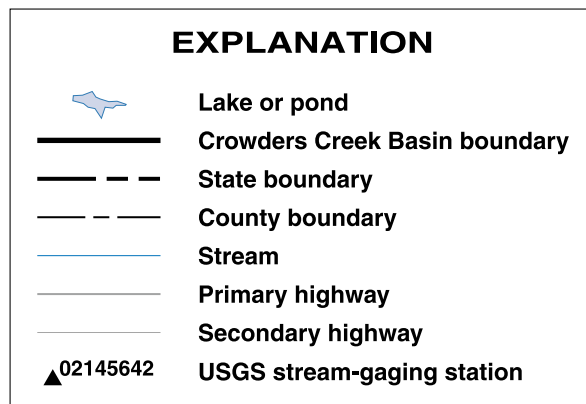 EXPLANATION
Lake or pond
Crowders Creek Basin boundary
State boundary
County boundary
Stream
Primary highway
Secondary highway
02145642 USGS stream-gaging station